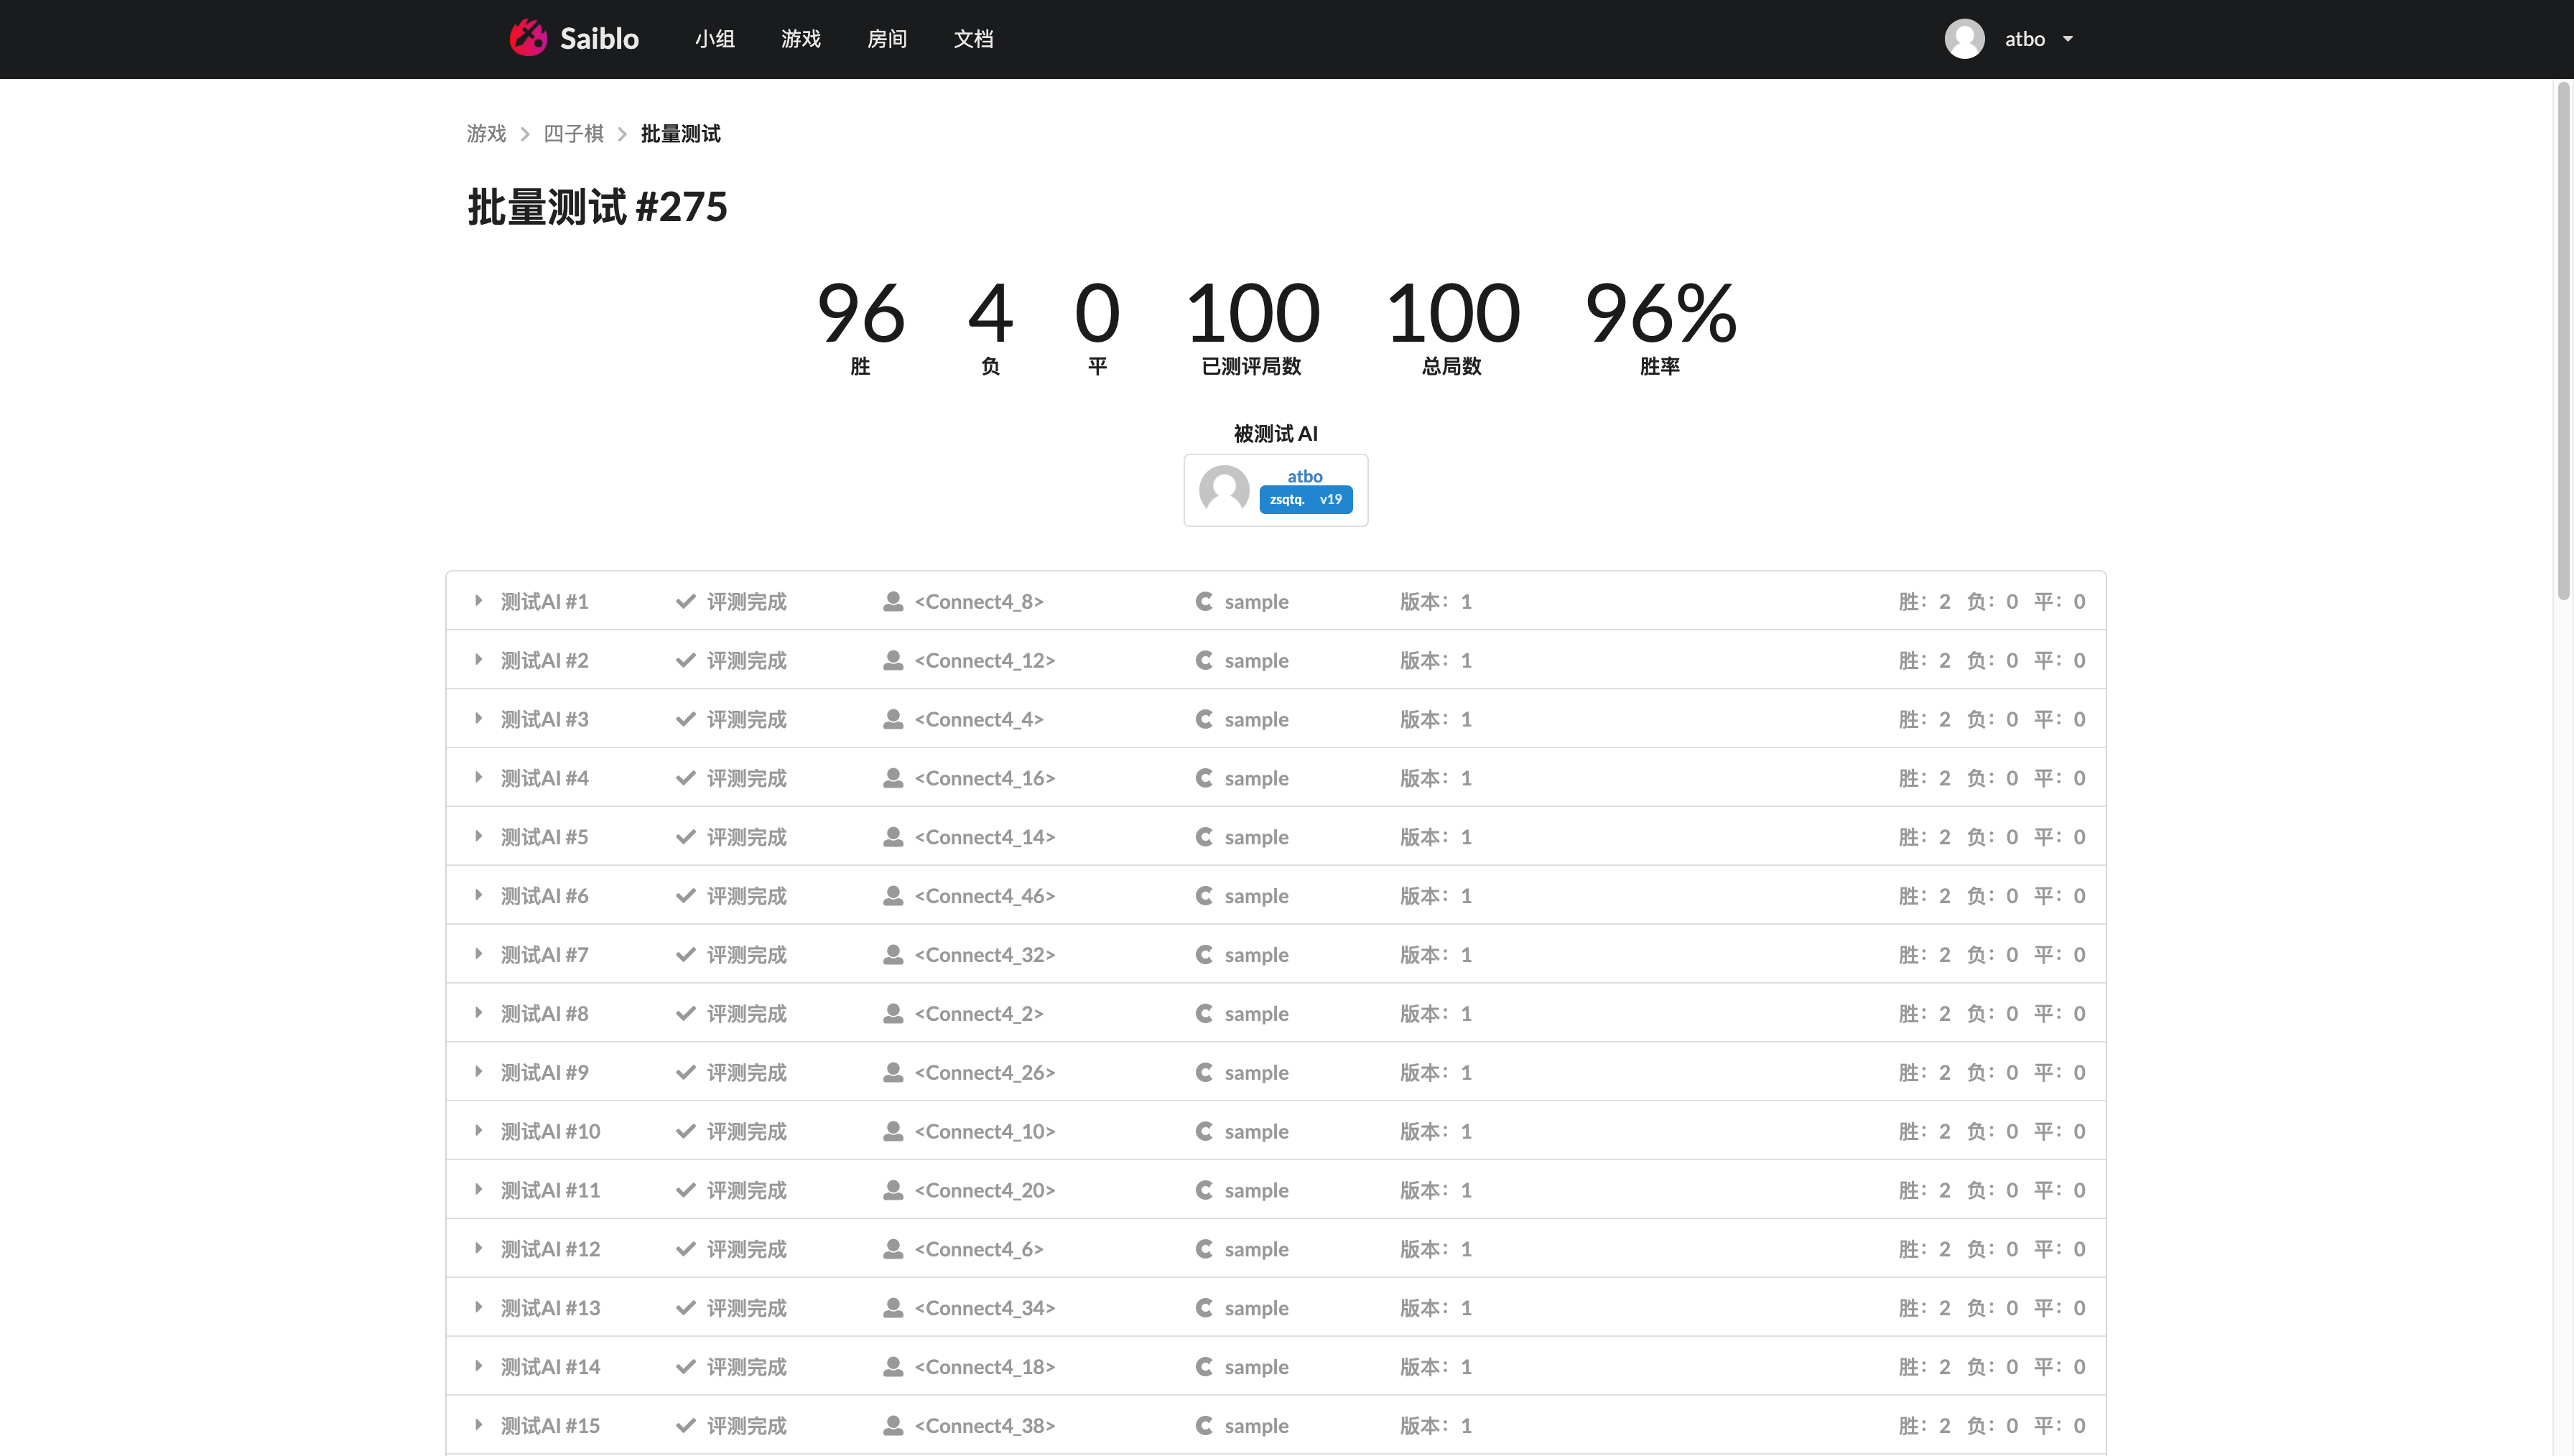 Saiblo 小组 游戏 房间 文档 atbo
游戏 四子棋 批量测试
批量测试 #275
96 4 0 100 100 96%
胜 负 平 已测评局数 总局数 胜率
被测试 AI
atbo
zsqtq. v19
测试AI #1 评测完成 <Connect4_8> sample 版本：1 胜：2 负：0 平：0
测试AI #2 评测完成 <Connect4_12> sample 版本：1 胜：2 负：0 平：0
测试AI #3 评测完成 <Connect4_4> sample 版本：1 胜：2 负：0 平：0
测试AI #4 评测完成 <Connect4_16> sample 版本：1 胜：2 负：0 平：0
测试AI #5 评测完成 <Connect4_14> sample 版本：1 胜：2 负：0 平：0
测试AI #6 评测完成 <Connect4_46> sample 版本：1 胜：2 负：0 平：0
测试AI #7 评测完成 <Connect4_32> sample 版本：1 胜：2 负：0 平：0
测试AI #8 评测完成 <Connect4_2> sample 版本：1 胜：2 负：0 平：0
测试AI #9 评测完成 <Connect4_26> sample 版本：1 胜：2 负：0 平：0
测试AI #10 评测完成 <Connect4_10> sample 版本：1 胜：2 负：0 平：0
测试AI #11 评测完成 <Connect4_20> sample 版本：1 胜：2 负：0 平：0
测试AI #12 评测完成 <Connect4_6> sample 版本：1 胜：2 负：0 平：0
测试AI #13 评测完成 <Connect4_34> sample 版本：1 胜：2 负：0 平：0
测试AI #14 评测完成 <Connect4_18> sample 版本：1 胜：2 负：0 平：0
测试AI #15 评测完成 <Connect4_38> sample 版本：1 胜：2 负：0 平：0